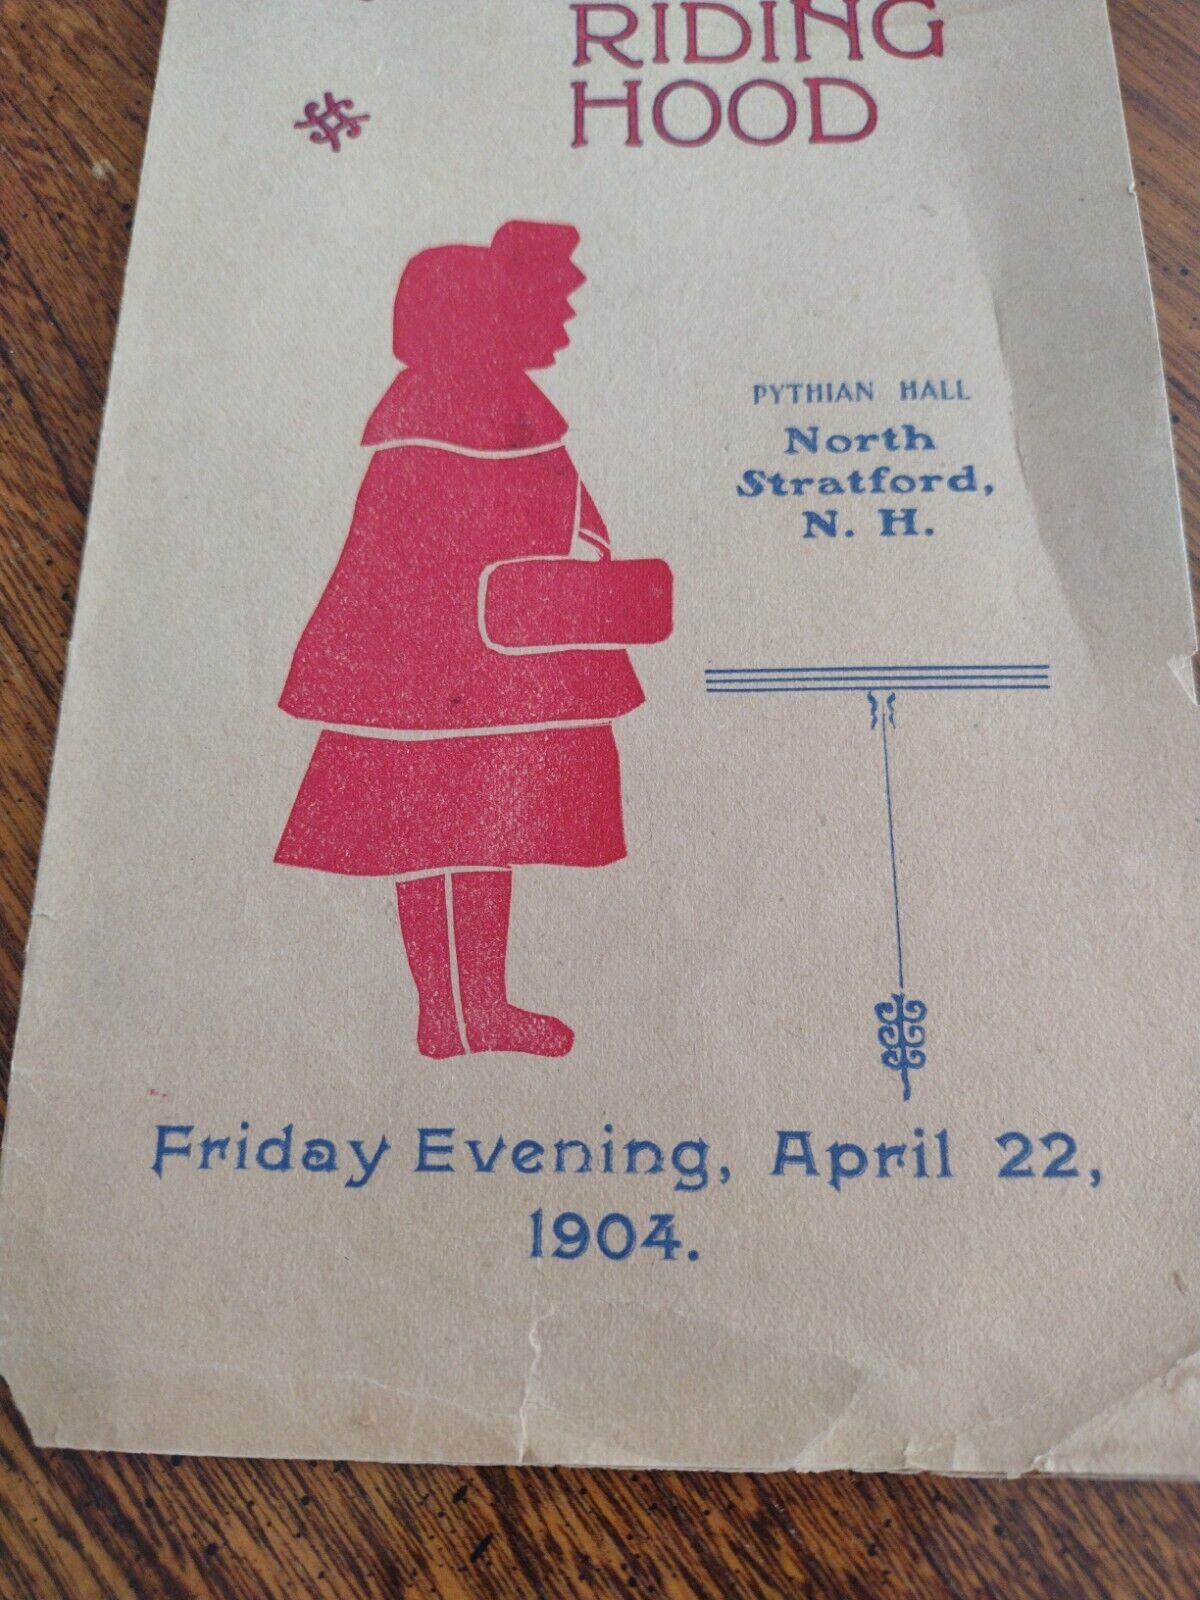 RIDING
HOOD
PYTHIAN HALL
North
Stratford,
N. H.
Friday Evening, April 22,
1904.